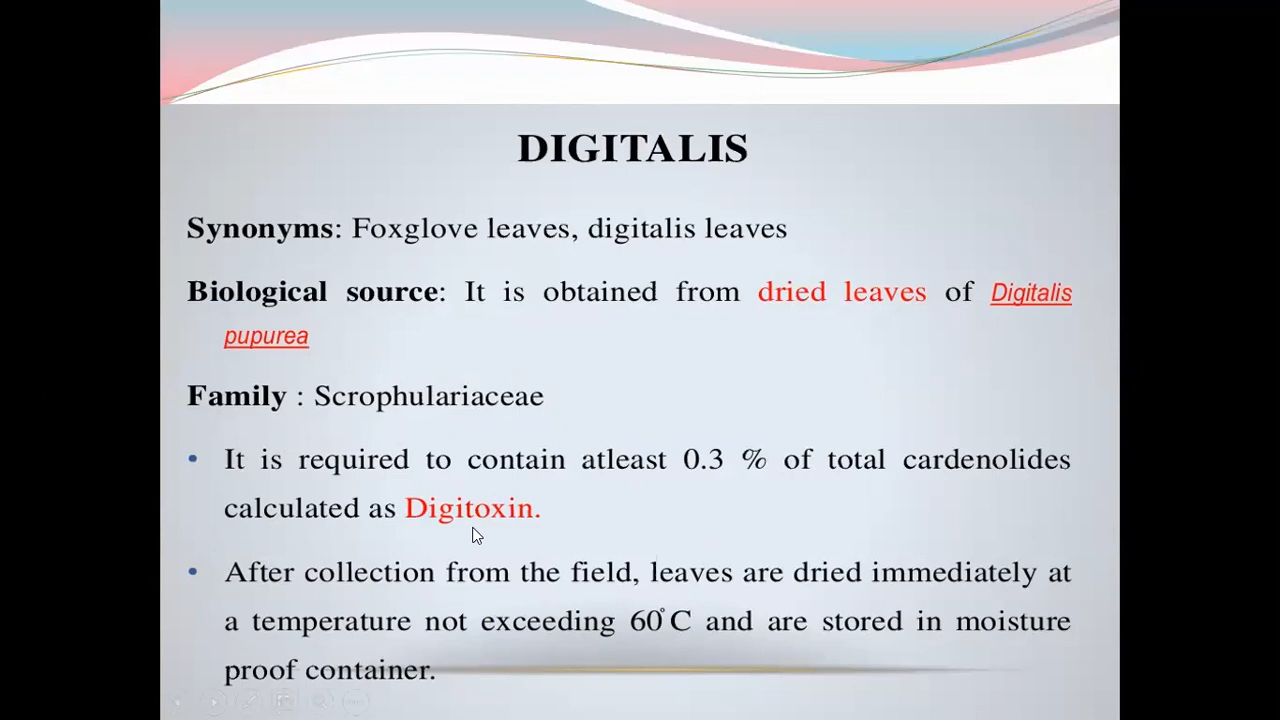 DIGITALIS
Synonyms: Foxglove leaves, digitalis leaves
Biological source: It is obtained from dried leaves of Digitalis
pupurea
Family : Scrophulariaceae
• It is required to contain atleast 0.3 % of total cardenolides
calculated as Digitoxin.
• After collection from the field, leaves are dried immediately at
a temperature not exceeding 60°C and are stored in moisture
proof container.